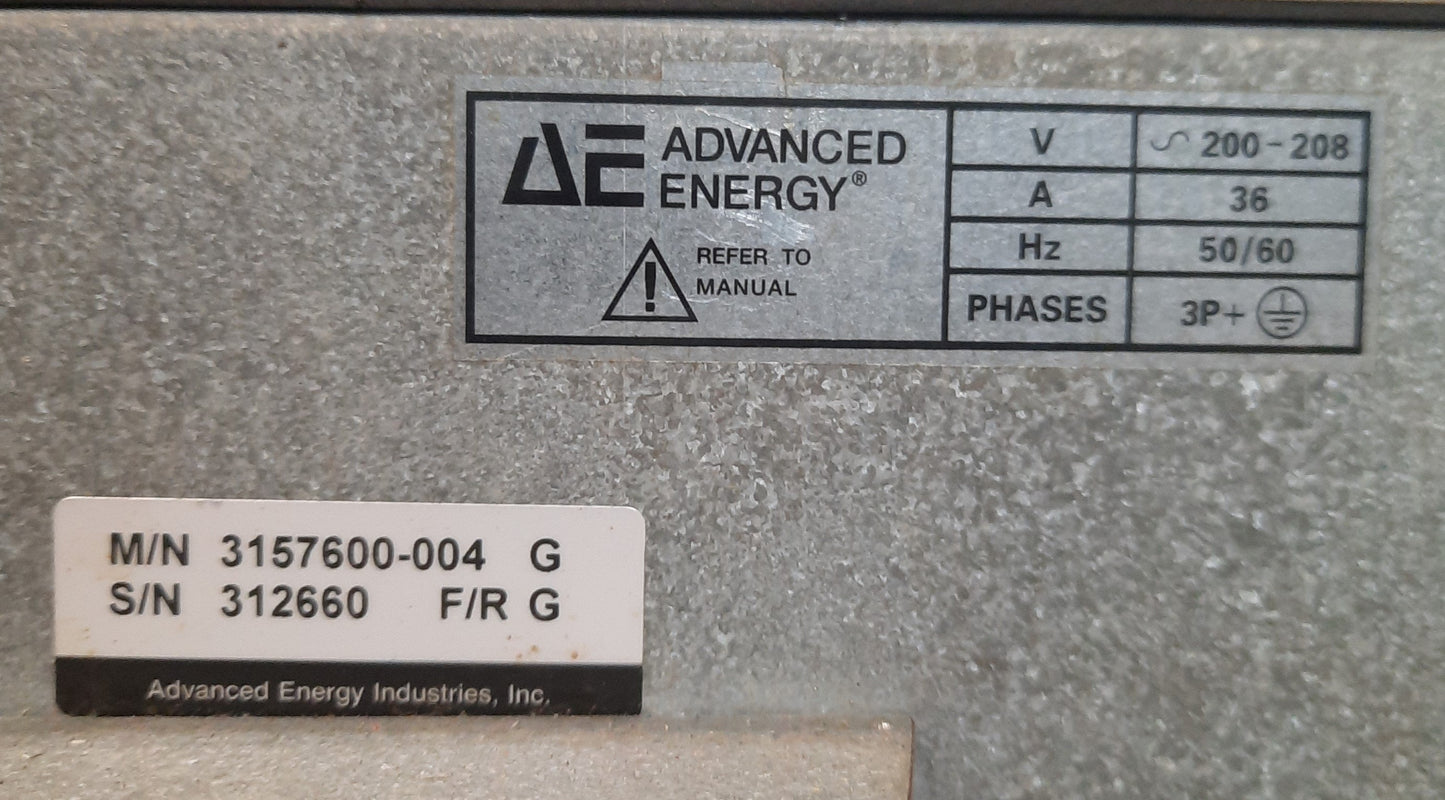 ADVANCED
ENERGY®
REFER TO
MANUAL
V 200-208
A 36
Hz 50/60
PHASES 3P+
M/N 3157600-004 G
S/N 312660 F/R G
Advanced Energy Industries, Inc.